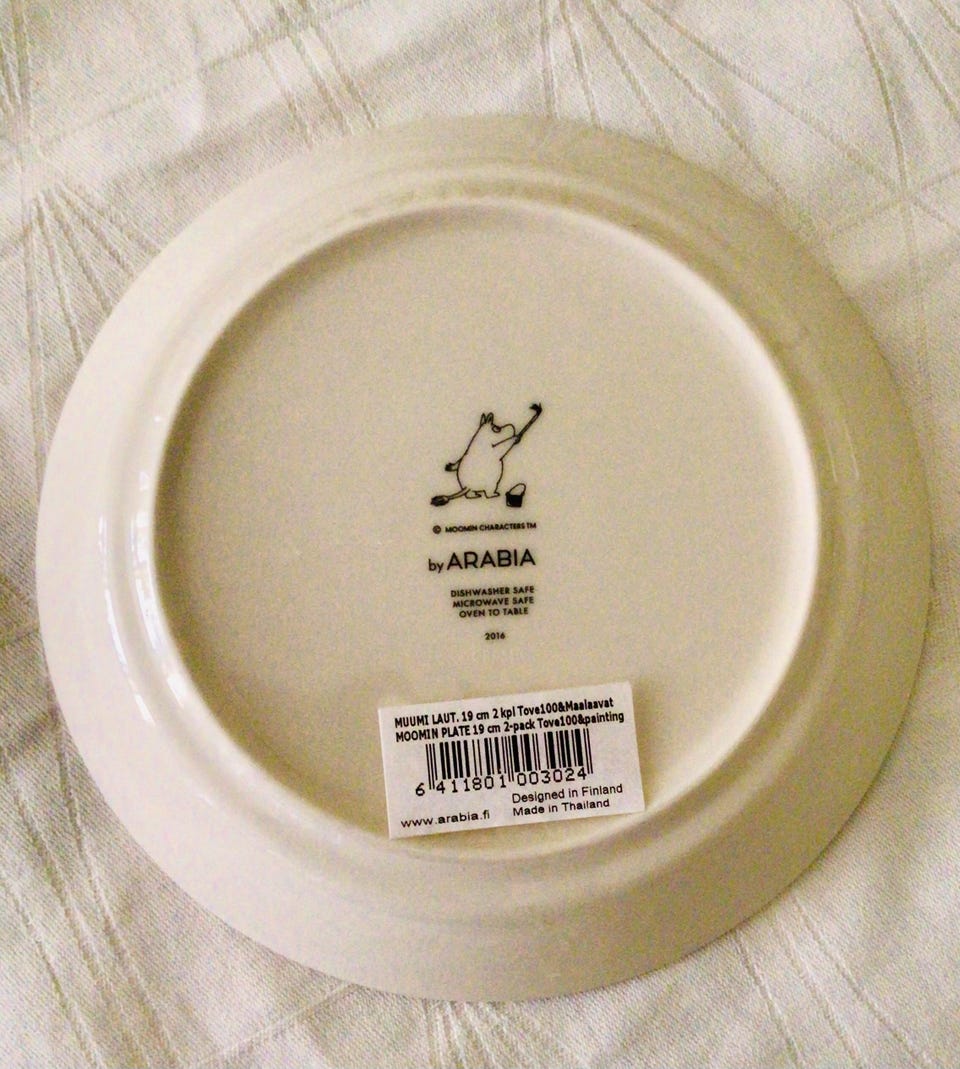 © MOOMIN CHARACTERS TM
by ARABIA
DISHWASHER SAFE
MICROWAVE SAFE
OVEN TO TABLE
2016
MUUMI LAUT. 19 cm 2 kpl Tove100&Maalaavat
MOOMIN PLATE 19 cm 2-pack Tove100&painting
6 411801 003024
Designed in Finland
www.arabia.fi Made in Thailand